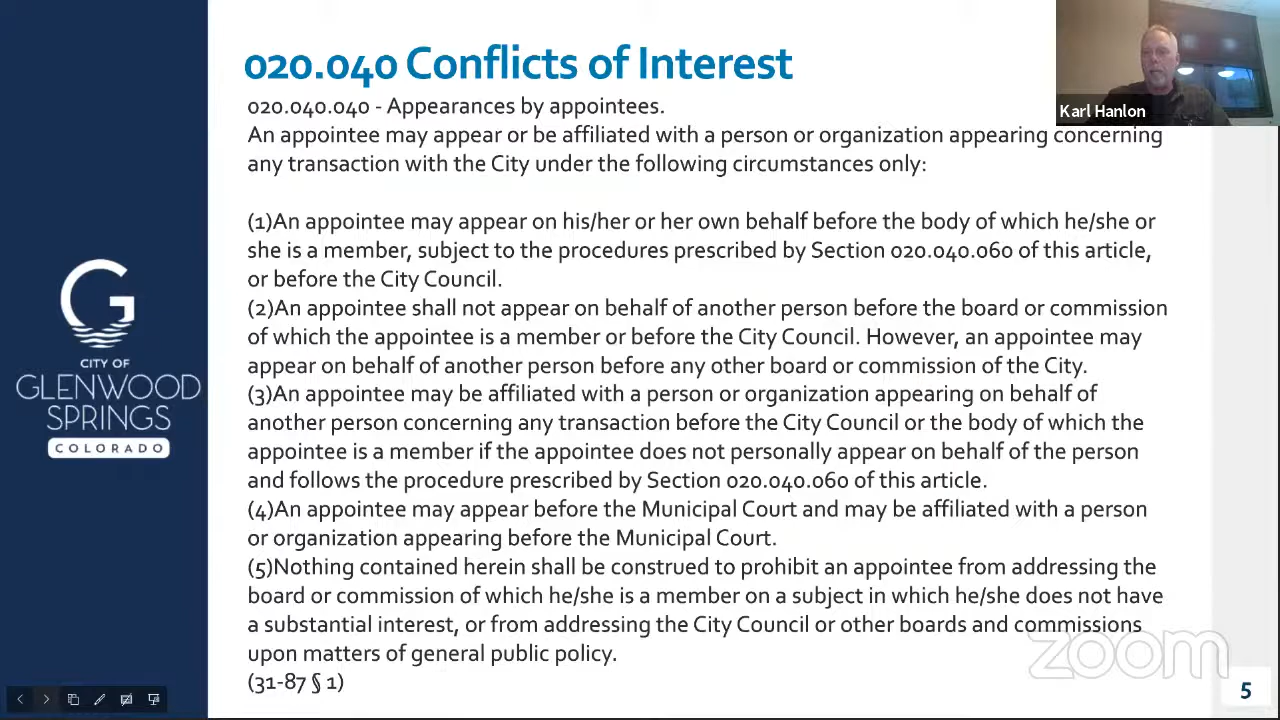 020.040 Conflicts of Interest
Karl Hanlon
020.040.040 - Appearances by appointees.
An appointee may appear or be affiliated with a person or organization appearing concerning
any transaction with the City under the following circumstances only:
(1)An appointee may appear on his/her or her own behalf before the body of which he/she or
she is a member, subject to the procedures prescribed by Section 020.040.060 of this article,
or before the City Council.
(2)An appointee shall not appear on behalf of another person before the board or commission
of which the appointee is a member or before the City Council. However, an appointee may
appear on behalf of another person before any other board or commission of the City.
(3)An appointee may be affiliated with a person or organization appearing on behalf of
another person concerning any transaction before the City Council or the body of which the
appointee is a member if the appointee does not personally appear on behalf of the person
and follows the procedure prescribed by Section 020.040.060 of this article.
(4)An appointee may appear before the Municipal Court and may be affiliated with a person
or organization appearing before the Municipal Court.
(5)Nothing contained herein shall be construed to prohibit an appointee from addressing the
board or commission of which he/she is a member on a subject in which he/she does not have
a substantial interest, or from addressing the City Council or other boards and commissions
upon matters of general public policy.
(31-87 § 1)
G
CITY OF
GLENWOOD
SPRINGS
COLORADO
zoom
5